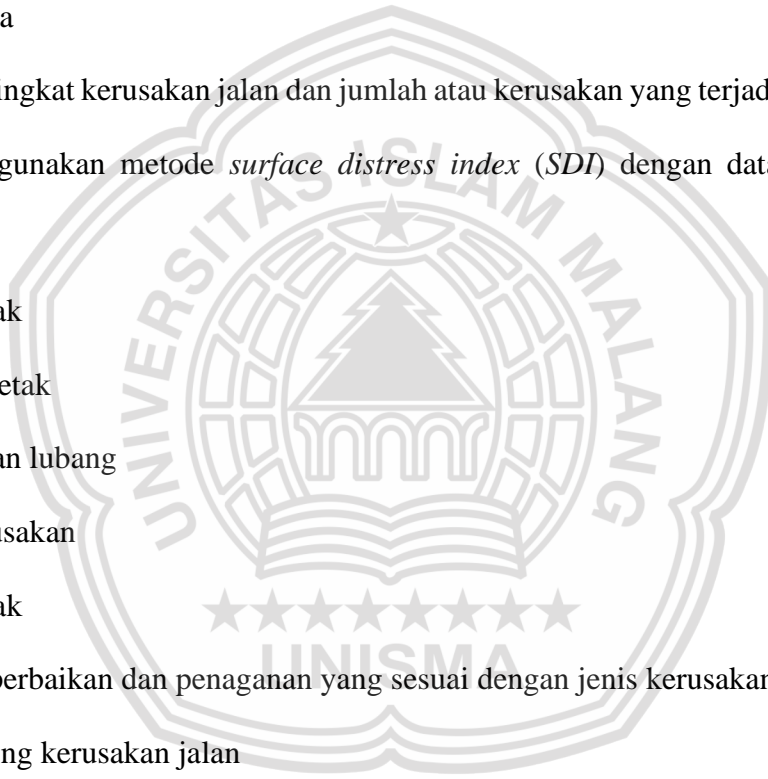 a
ingkat kerusakan jalan dan jumlah atau kerusakan yang terjad
gunakan metode surface distress index (SDI) dengan data
UNIVERSITAS ISLAM MALANG
ak
etak
an lubang
usakan
ak
UNISMA
perbaikan dan penaganan yang sesuai dengan jenis kerusakan
ng kerusakan jalan